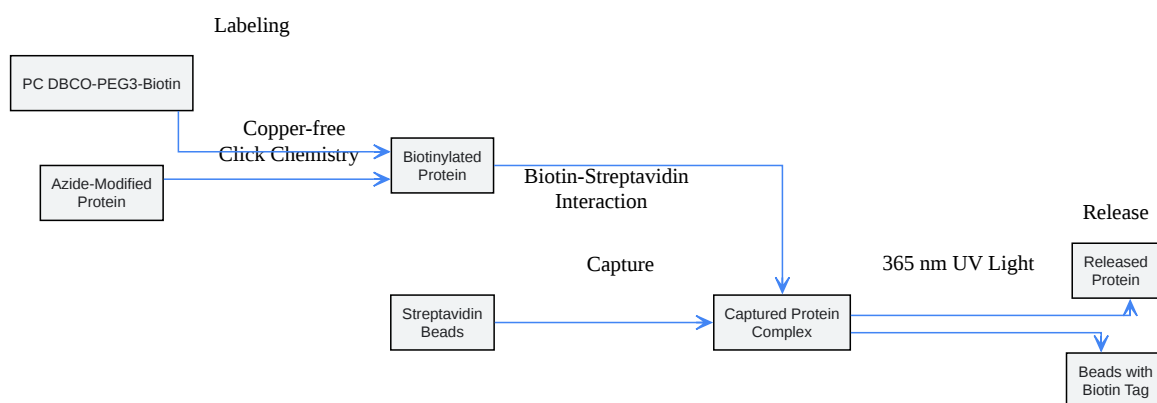 Labeling
PC DBCO-PEG3-Biotin
Copper-free
Click Chemistry
Azide-Modified
Protein
Biotinylated
Protein
Biotin-Streptavidin
Interaction
Capture
Streptavidin
Beads
Captured Protein
Complex
365 nm UV Light
Release
Released
Protein
Beads with
Biotin Tag